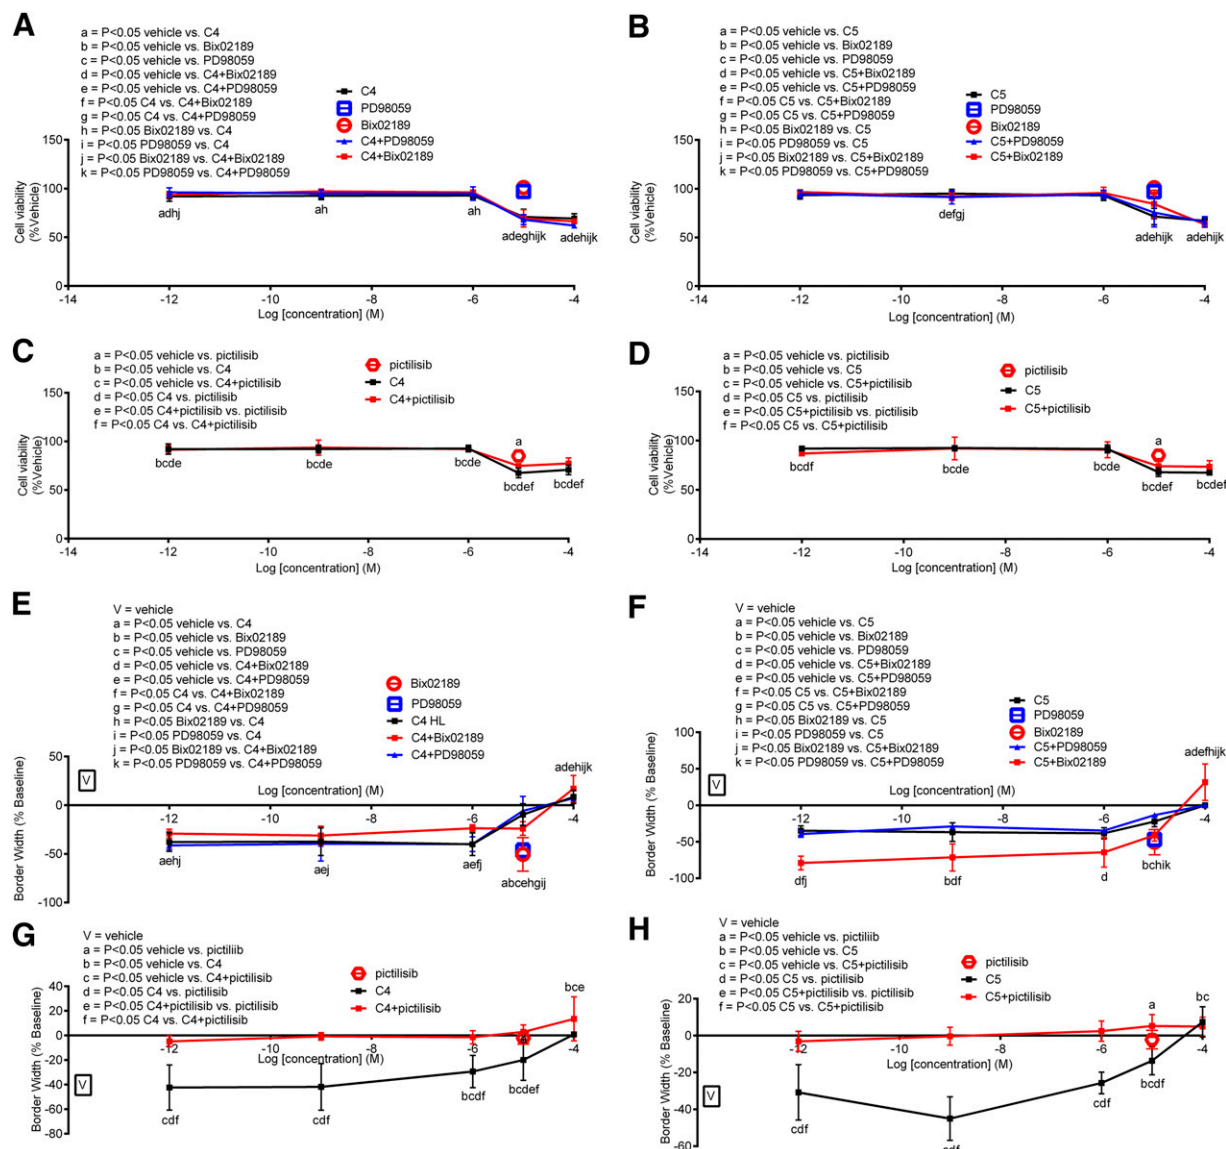 A
a = P<0.05 vehicle vs. C4
b = P<0.05 vehicle vs. Bix02189
c = P<0.05 vehicle vs. PD98059
d = P<0.05 vehicle vs. C4+Bix02189
e = P<0.05 vehicle vs. C4+PD98059
f = P<0.05 C4 vs. C4+Bix02189
g = P<0.05 C4 vs. C4+PD98059
h = P<0.05 Bix02189 vs. C4
i = P<0.05 PD98059 vs. C4
j = P<0.05 Bix02189 vs. C4+Bix02189
k = P<0.05 PD98059 vs. C4+PD98059
C4
PD98059
Bix02189
C4+PD98059
C4+Bix02189
Cell viability
(%Vehicle)
150
100
50
0
adhj
ah
ah
adeghijk
adehijk
-14
-12
-10
-8
-6
-4
Log [concentration] (M)
B
a = P<0.05 vehicle vs. C5
b = P<0.05 vehicle vs. Bix02189
c = P<0.05 vehicle vs. PD98059
d = P<0.05 vehicle vs. C5+Bix02189
e = P<0.05 vehicle vs. C5+PD98059
f = P<0.05 C5 vs. C5+Bix02189
g = P<0.05 C5 vs. C5+PD98059
h = P<0.05 Bix02189 vs. C5
i = P<0.05 PD98059 vs. C5
j = P<0.05 Bix02189 vs. C5+Bix02189
k = P<0.05 PD98059 vs. C5+PD98059
C5
PD98059
Bix02189
C5+PD98059
C5+Bix02189
Cell viability
(%Vehicle)
150
100
50
0
defgj
adehijk
adehijk
-14
-12
-10
-8
-6
-4
Log [concentration] (M)
C
a = P<0.05 vehicle vs. pictilisib
b = P<0.05 vehicle vs. C4
c = P<0.05 vehicle vs. C4+pictilisib
d = P<0.05 C4 vs. pictilisib
e = P<0.05 C4+pictilisib vs. pictilisib
f = P<0.05 C4 vs. C4+pictilisib
pictilisib
C4
C4+pictilisib
Cell viability
(%Vehicle)
150
100
50
0
a
bcde
bcde
bcde
bcdef
bcdef
-14
-12
-10
-8
-6
-4
Log [concentration] (M)
D
a = P<0.05 vehicle vs. pictilisib
b = P<0.05 vehicle vs. C5
c = P<0.05 vehicle vs. C5+pictilisib
d = P<0.05 C5 vs. pictilisib
e = P<0.05 C5+pictilisib vs. pictilisib
f = P<0.05 C5 vs. C5+pictilisib
pictilisib
C5
C5+pictilisib
Cell viability
(%Vehicle)
150
100
50
0
a
bcdf
bcde
bcde
bcdef
bcdef
-14
-12
-10
-8
-6
-4
Log [concentration] (M)
E
V = vehicle
a = P<0.05 vehicle vs. C4
b = P<0.05 vehicle vs. Bix02189
c = P<0.05 vehicle vs. PD98059
d = P<0.05 vehicle vs. C4+Bix02189
e = P<0.05 vehicle vs. C4+PD98059
f = P<0.05 C4 vs. C4+Bix02189
g = P<0.05 C4 vs. C4+PD98059
h = P<0.05 Bix02189 vs. C4
i = P<0.05 PD98059 vs. C4
j = P<0.05 Bix02189 vs. C4+Bix02189
k = P<0.05 PD98059 vs. C4+PD98059
Bix02189
PD98059
C4 HL
C4+Bix02189
C4+PD98059
Border Width (% Baseline)
50
0
-50
-100
V
Log [concentration] (M)
-12
-10
-8
-6
-4
aehj
aej
aefj
abcehgij
adehijk
F
V = vehicle
a = P<0.05 vehicle vs. C5
b = P<0.05 vehicle vs. Bix02189
c = P<0.05 vehicle vs. PD98059
d = P<0.05 vehicle vs. C5+Bix02189
e = P<0.05 vehicle vs. C5+PD98059
f = P<0.05 C5 vs. C5+Bix02189
g = P<0.05 C5 vs. C5+PD98059
h = P<0.05 Bix02189 vs. C5
i = P<0.05 PD98059 vs. C5
j = P<0.05 Bix02189 vs. C5+Bix02189
k = P<0.05 PD98059 vs. C5+PD98059
C5
PD98059
Bix02189
C5+PD98059
C5+Bix02189
Border Width (% Baseline)
100
50
0
-50
-100
V
Log [concentration] (M)
-12
-10
-8
-6
-4
dfj
bdf
d
bchik
adefhijk
G
V = vehicle
a = P<0.05 vehicle vs. pictiliib
b = P<0.05 vehicle vs. C4
c = P<0.05 vehicle vs. C4+pictilisib
d = P<0.05 C4 vs. pictilisib
e = P<0.05 C4+pictilisib vs. pictilisib
f = P<0.05 C4 vs. C4+pictilisib
pictilisib
C4
C4+pictilisib
Border Width (% Baseline)
40
20
0
-20
-40
-60
-80
V
-12
-10
-8
-6
-4
Log [concentration] (M)
cdf
cdf
bcdf
bcdef
bce
H
V = vehicle
a = P<0.05 vehicle vs. pictiliib
b = P<0.05 vehicle vs. C5
c = P<0.05 vehicle vs. C5+pictilisib
d = P<0.05 C5 vs. pictilisib
e = P<0.05 C5+pictilisib vs. pictilisib
f = P<0.05 C5 vs. C5+pictilisib
pictilisib
C5
C5+pictilisib
Border Width (% Baseline)
20
0
-20
-40
-60
V
-12
-10
-8
-6
-4
Log [concentration] (M)
cdf
cdf
bcdf
a
bc